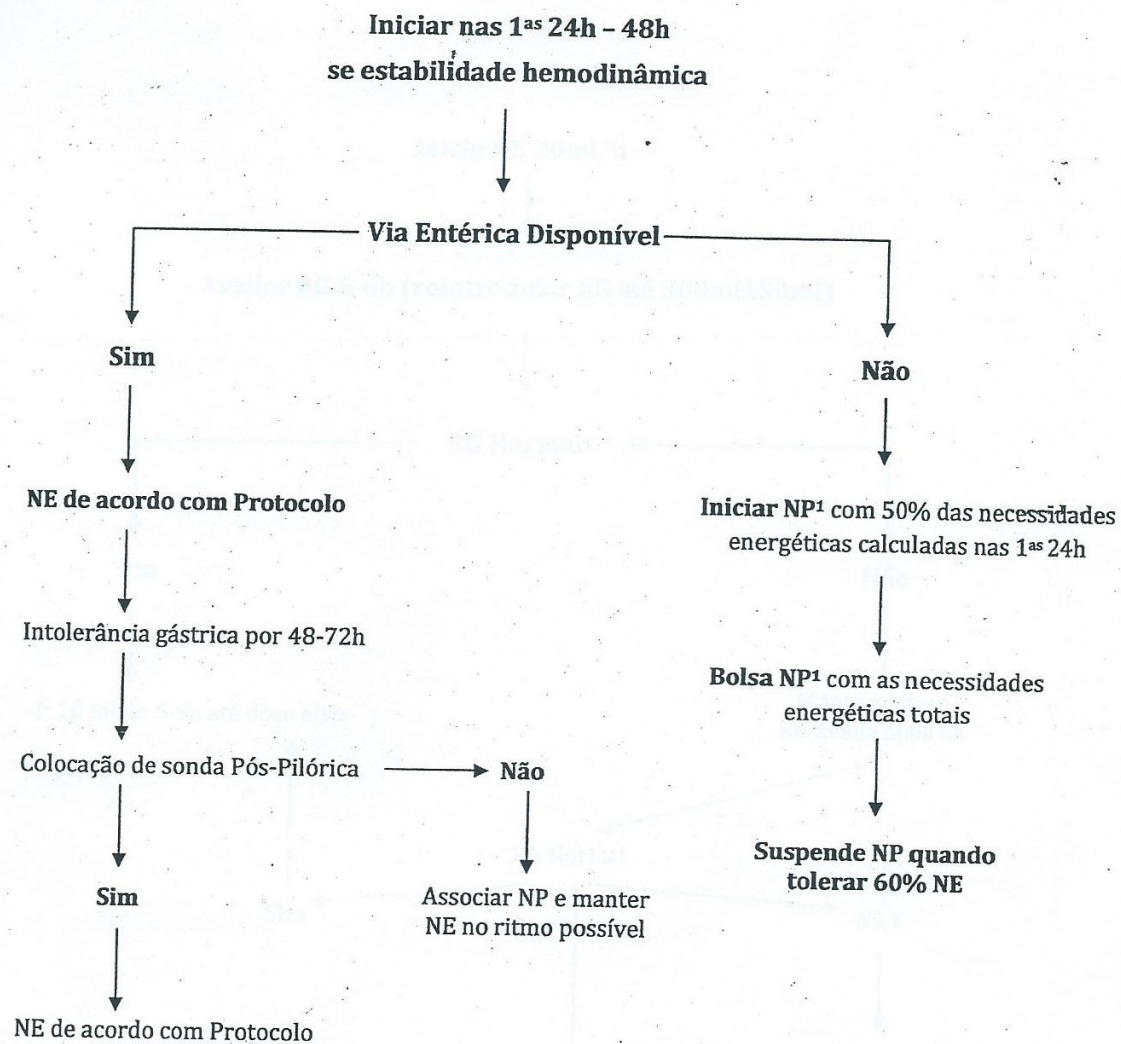 Iniciar nas 1ᵃˢ 24h – 48h
se estabilidade hemodinâmica
Via Entérica Disponível
Sim
Não
NE de acordo com Protocolo
Iniciar NP¹ com 50% das necessidades
energéticas calculadas nas 1ᵃˢ 24h
Intolerância gástrica por 48-72h
Bolsa NP¹ com as necessidades
energéticas totais
Colocação de sonda Pós-Pilórica
Não
Suspende NP quando
tolerar 60% NE
Sim
Associar NP e manter
NE no ritmo possível
NE de acordo com Protocolo